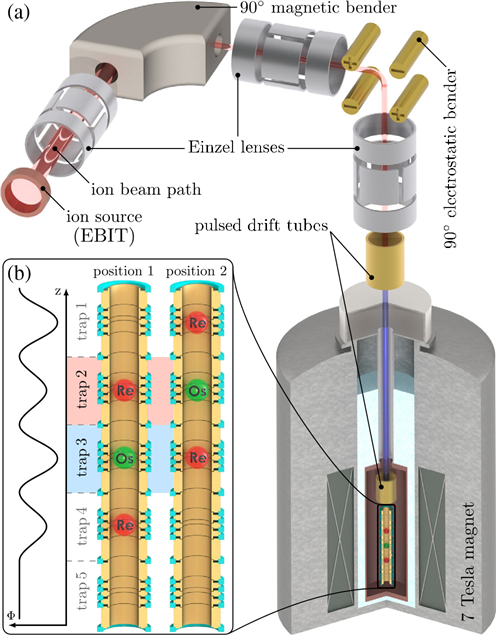 (a)
90° magnetic bender
Einzel lenses
ion beam path
ion source
(EBIT)
90° electrostatic bender
pulsed drift tubes
(b)
z
position 1
position 2
trap 1
trap 2
trap 3
trap 4
trap 5
Re
Re
Os
Os
Re
Re
Φ
7 Tesla magnet